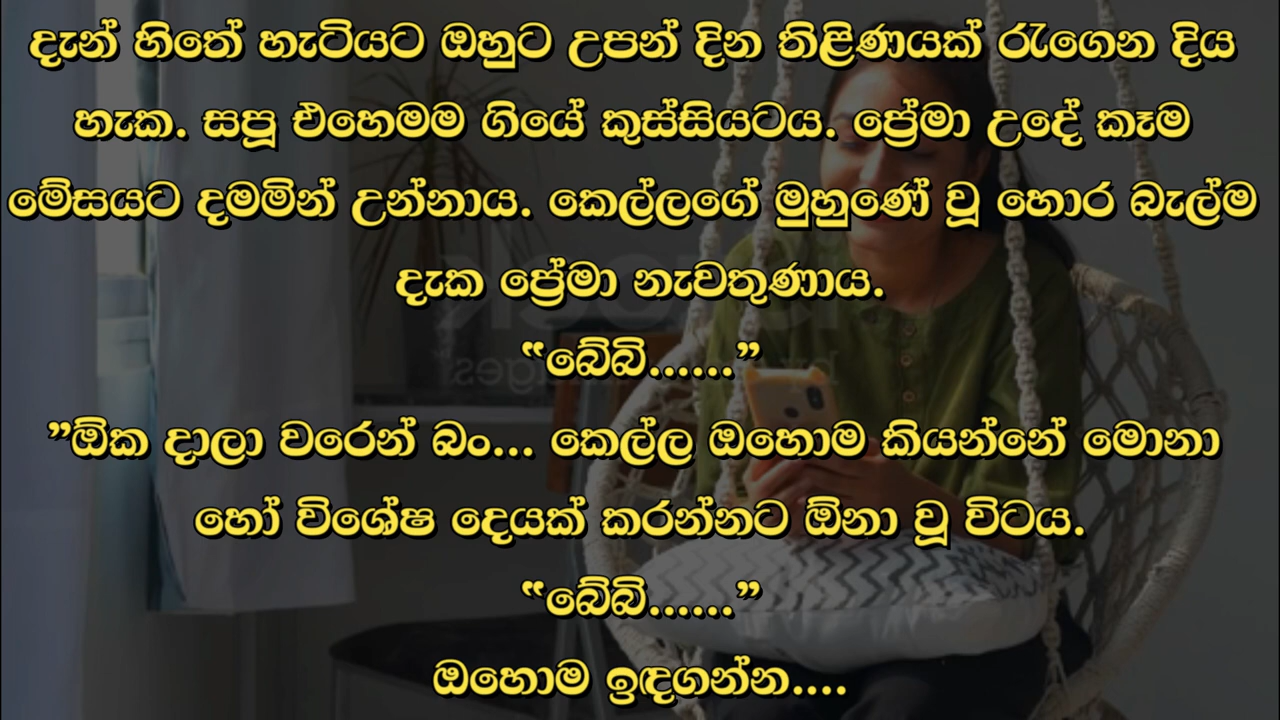 දැන් හිතේ හැටියට ඔහුට උපන් දින තිළිණයක් රැගෙන දිය
හැක. සපූ එහෙමම ගියේ කුස්සියටය. ප්‍රේමා උදේ කෑම
මේසයට දමමින් උන්නාය. කෙල්ලගේ මුහුණේ වූ හොර බැල්ම
දැක ප්‍රේමා නැවතුණාය.
“බේබි......”
”ඕක දාලා වරෙන් බං... කෙල්ල ඔහොම කියන්නේ මොනා
හෝ විශේෂ දෙයක් කරන්නට ඕනා වූ විටය.
“බේබි......”
ඔහොම ඉඳගන්න....